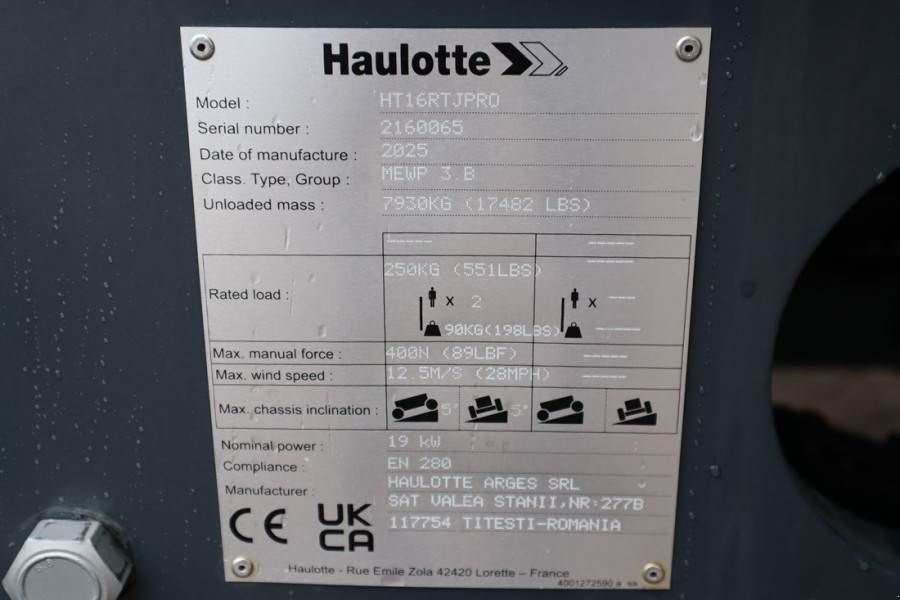 Haulotte
Model : HT16RTJPRO
Serial number : 2160065
Date of manufacture : 2025
Class. Type, Group : MEWP 3.B
Unloaded mass : 7930KG (17482 LBS)
----- -----
Rated load : 250KG (551LBS) -----
x 2 x ---
90KG(198LBS) -----
Max. manual force : 400N (89LBF) -----
Max. wind speed : 12.5M/S (28MPH) -----
Max. chassis inclination : 5° 5°
Nominal power : 19 kW
Compliance : EN 280
Manufacturer HAULOTTE ARGES SRL
SAT VALEA STANII,NR:277B
117754 TITESTI-ROMANIA
CE UK
CA
Haulotte - Rue Emile Zola 42420 Lorette – France
4001272590 a